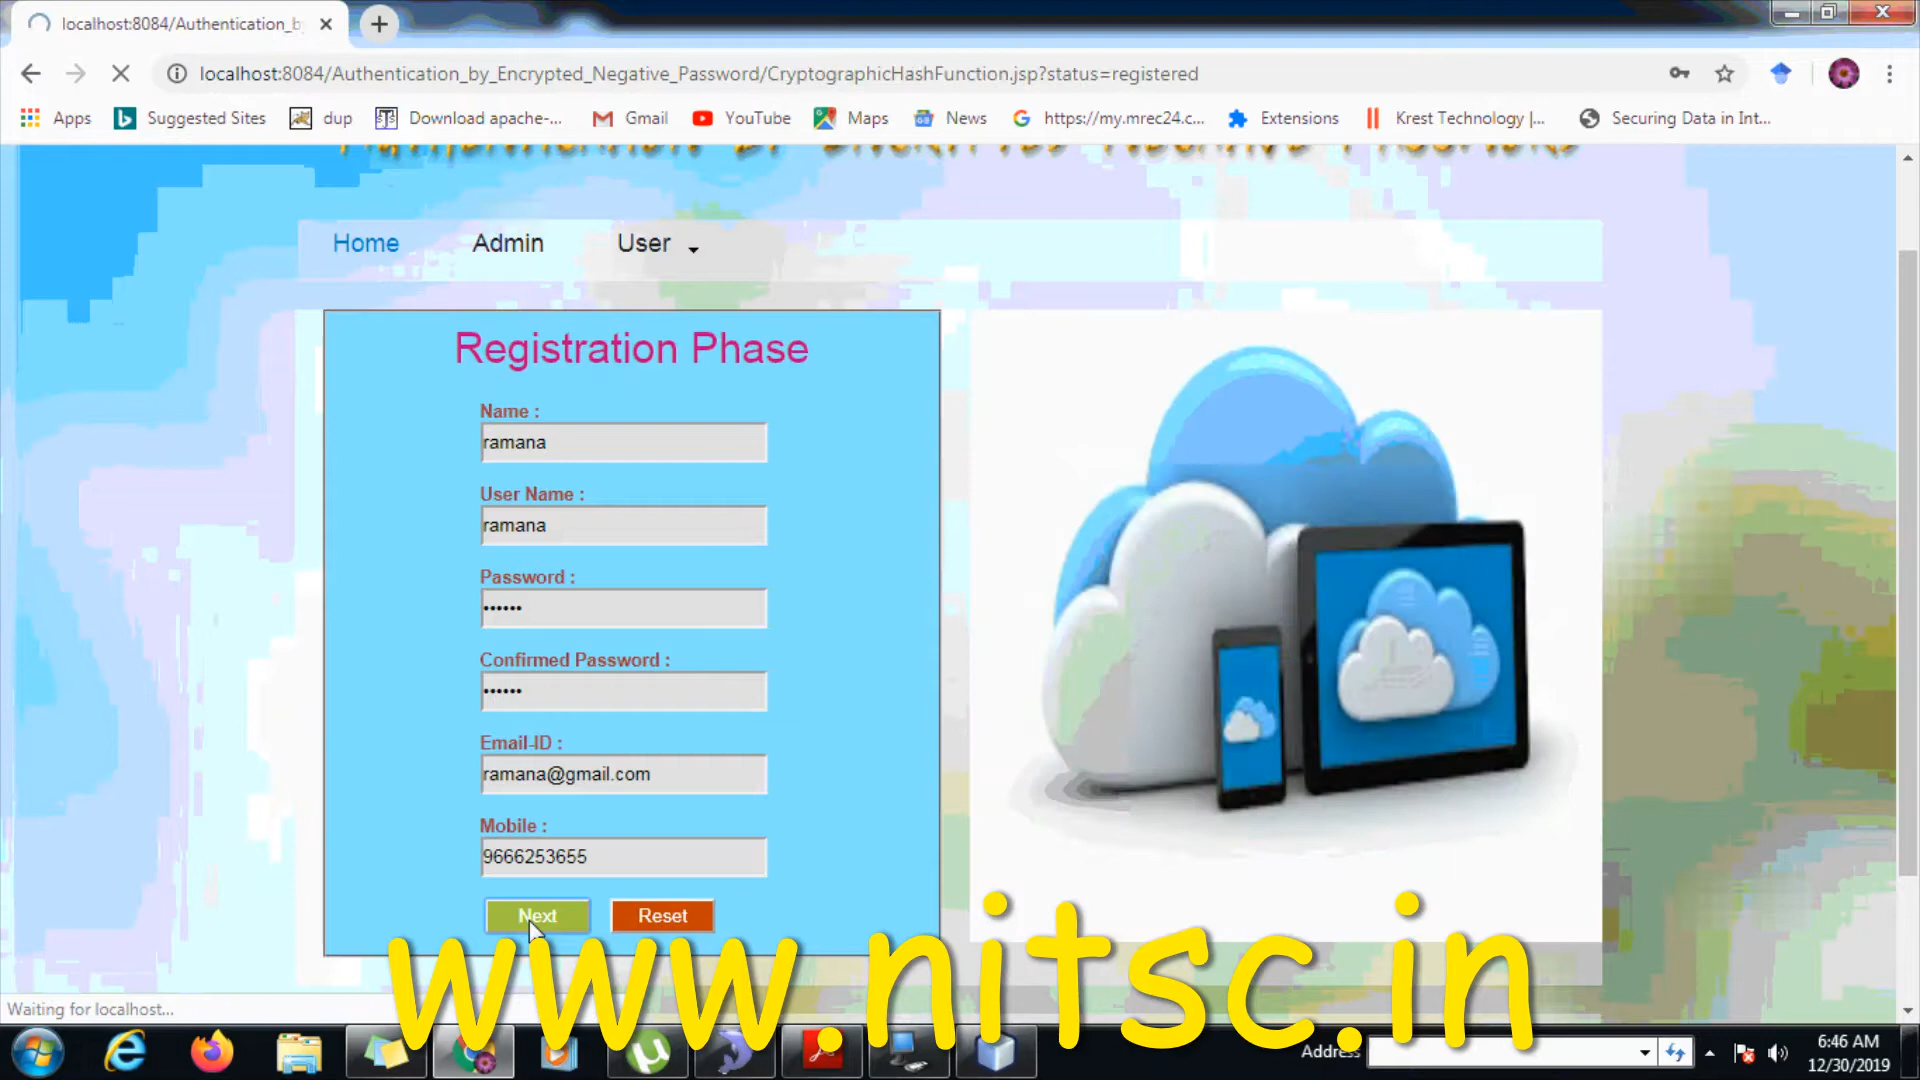 localhost:8084/Authentication_b
localhost:8084/Authentication_by_Encrypted_Negative_Password/CryptographicHashFunction.jsp?status=registered
Apps Suggested Sites dup Download apache-... Gmail YouTube Maps News https://my.mrec24.c... Extensions Krest Technology |... Securing Data in Int...
Home Admin User
Registration Phase
Name :
ramana
User Name :
ramana
Password :
••••••
Confirmed Password :
••••••
Email-ID :
ramana@gmail.com
Mobile :
9666253655
Next Reset
www.nitsc.in
Waiting for localhost...
Address
6:46 AM
12/30/2019